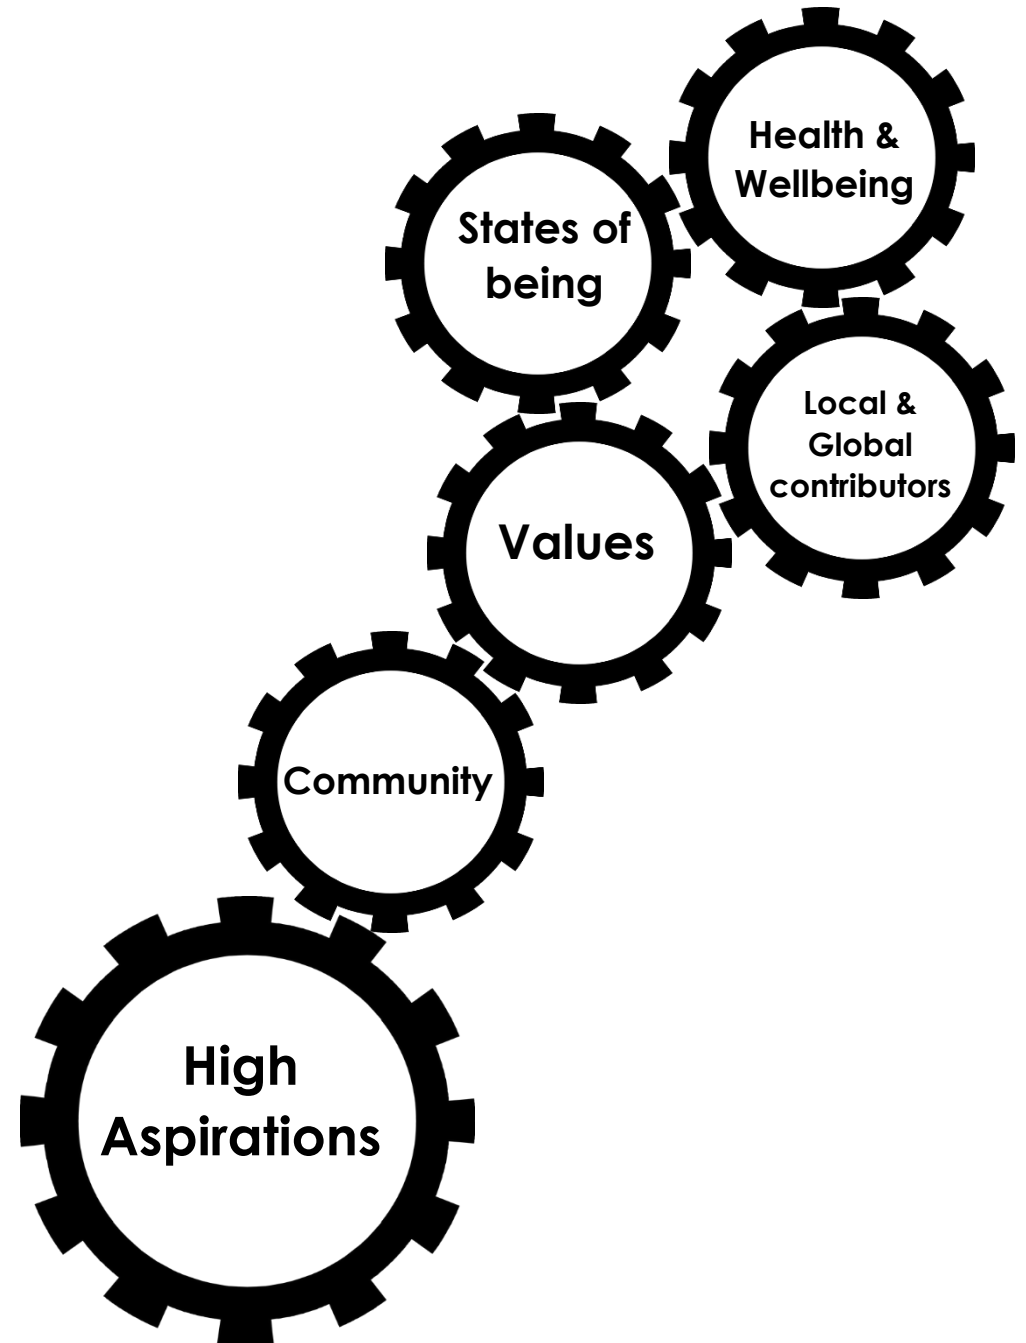 Health &
Wellbeing
States of
being
Local &
Global
contributors
Values
Community
High
Aspirations